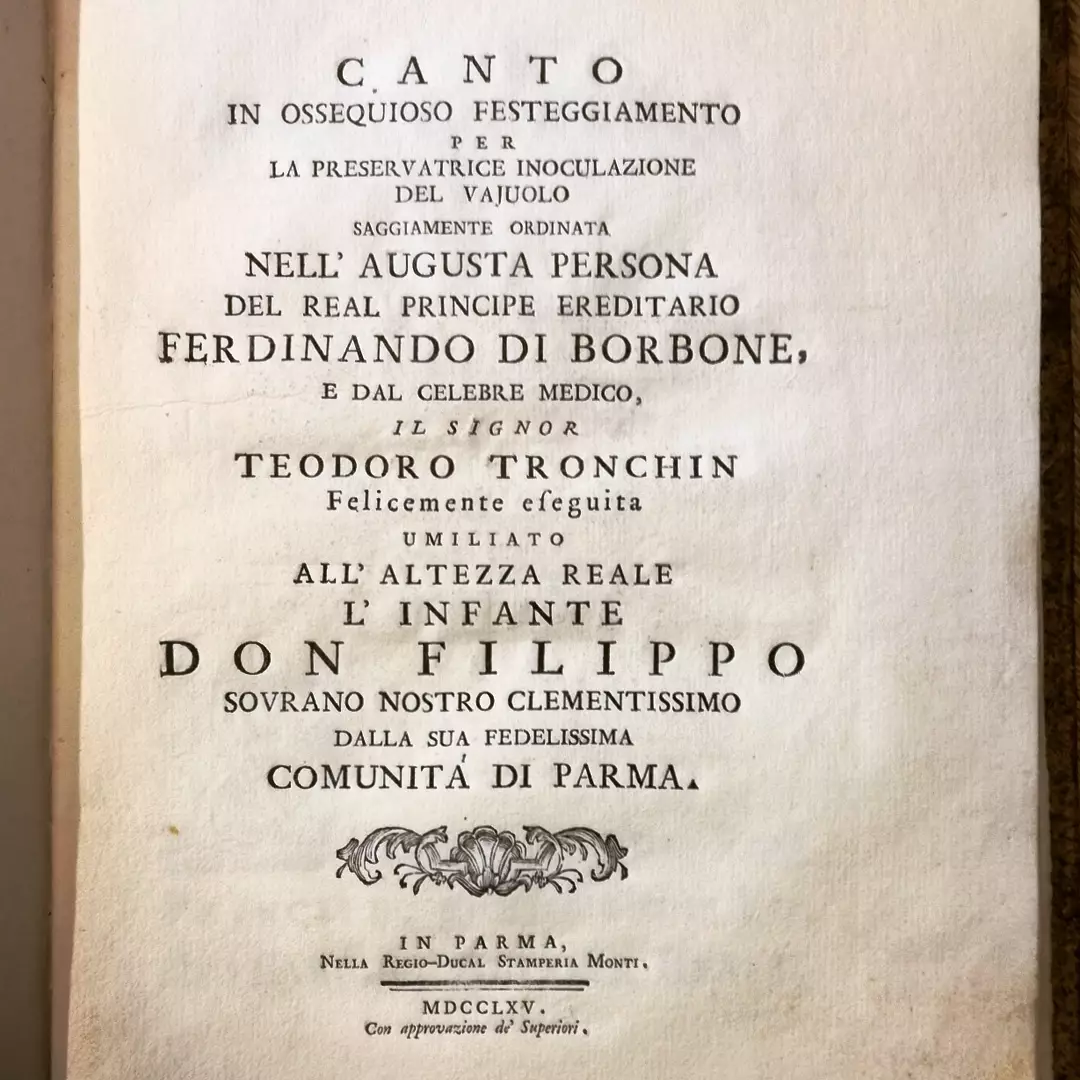 CANTO
IN OSSEQUIOSO FESTEGGIAMENTO
PER
LA PRESERVATRICE INOCULAZIONE
DEL VAJUOLO
SAGGIAMENTE ORDINATA
NELL' AUGUSTA PERSONA
DEL REAL PRINCIPE EREDITARIO
FERDINANDO DI BORBONE,
E DAL CELEBRE MEDICO,
IL SIGNOR
TEODORO TRONCHIN
Felicemente eſeguita
UMILIATO
ALL' ALTEZZA REALE
L' INFANTE
DON FILIPPO
SOVRANO NOSTRO CLEMENTISSIMO
DALLA SUA FEDELISSIMA
COMUNITÁ DI PARMA.
IN PARMA,
NELLA REGIO-DUCAL STAMPERIA MONTI.
MDCCLXV.
Con approvazione de' Superiori.